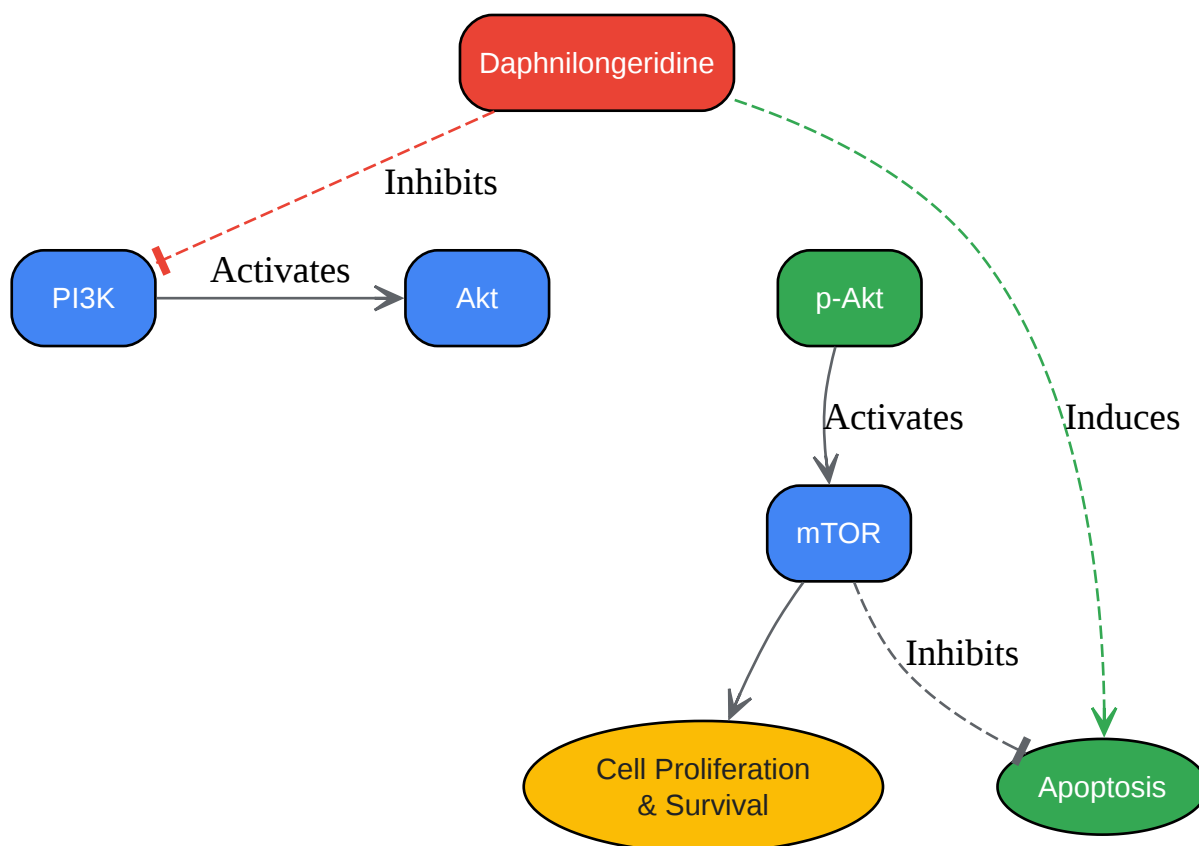 Daphnilongeridine
Inhibits
PI3K
Activates
Akt
p-Akt
Activates
Induces
mTOR
Inhibits
Cell Proliferation
& Survival
Apoptosis